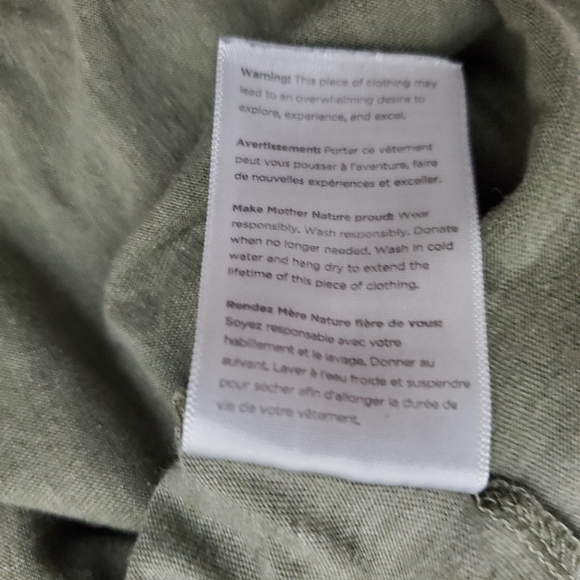 Warning! This piece of clothing may
lead to an overwhelming desire to
explore, experience, and excel.
Avertissement: Porter ce vêtement
peut vous pousser à l'aventure, faire
de nouvelles expériences et exceller.
Make Mother Nature proud: Wear
responsibly. Wash responsibly. Donate
when no longer needed. Wash in cold
water and hang dry to extend the
lifetime of this piece of clothing.
Rendez Mère Nature fière de vous:
Soyez responsable avec votre
habillement et le lavage. Donner au
suivant. Laver à l'eau froide et suspendre
pour sécher afin d'allonger la durée de
vie de votre vêtement.